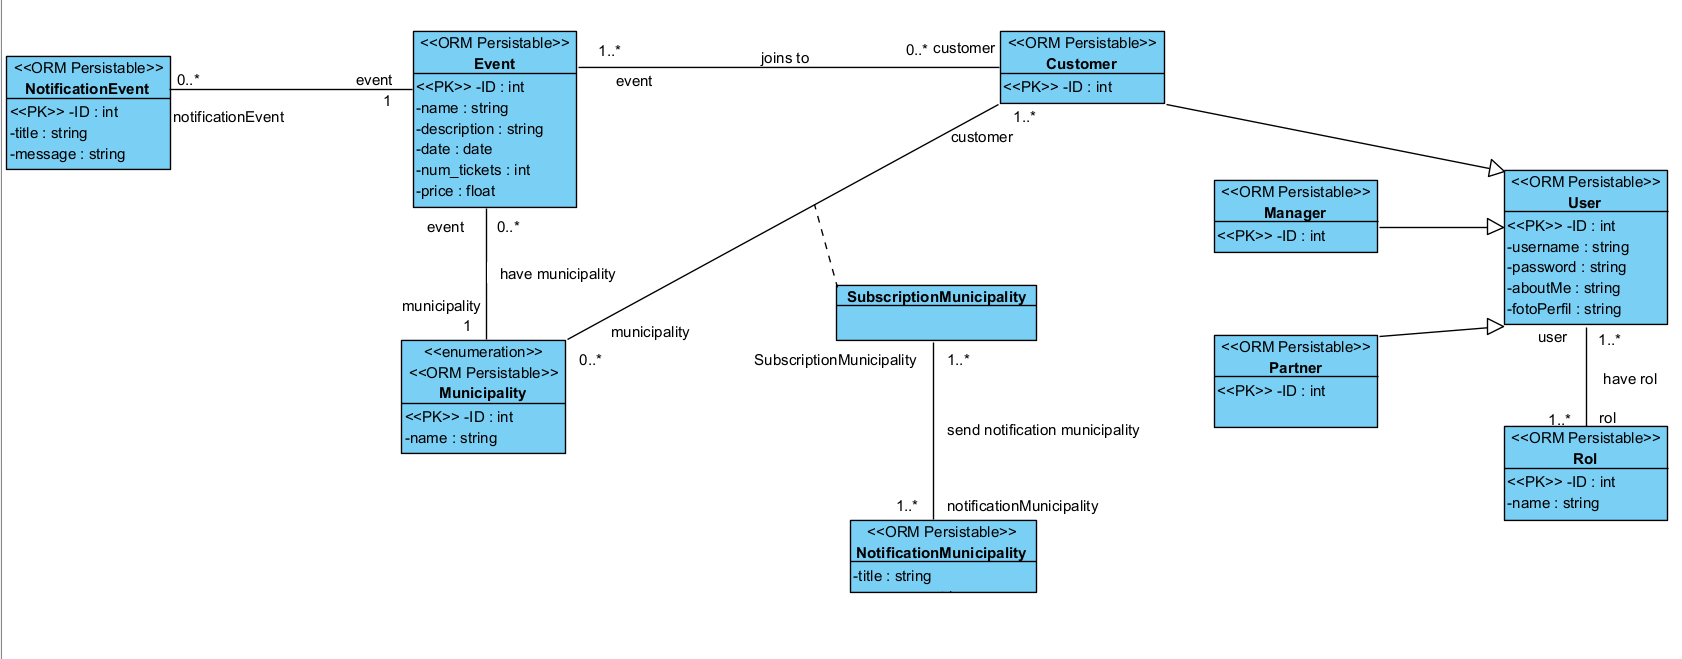 <<ORM Persistable>>
NotificationEvent
<<PK>> -ID : int
-title : string
-message : string
0..*
notificationEvent
event
1
<<ORM Persistable>>
Event
<<PK>> -ID : int
-name : string
-description : string
-date : date
-num_tickets : int
-price : float
1..*
event
joins to
0..* customer
<<ORM Persistable>>
Customer
<<PK>> -ID : int
1..*
customer
event
0..*
have municipality
municipality
1
<<enumeration>>
<<ORM Persistable>>
Municipality
<<PK>> -ID : int
-name : string
municipality
0..*
SubscriptionMunicipality
SubscriptionMunicipality
1..*
send notification municipality
1..*
notificationMunicipality
<<ORM Persistable>>
NotificationMunicipality
-title : string
<<ORM Persistable>>
Manager
<<PK>> -ID : int
<<ORM Persistable>>
Partner
<<PK>> -ID : int
<<ORM Persistable>>
User
<<PK>> -ID : int
-username : string
-password : string
-aboutMe : string
-fotoPerfil : string
user
1..*
have rol
1..*
rol
<<ORM Persistable>>
Rol
<<PK>> -ID : int
-name : string